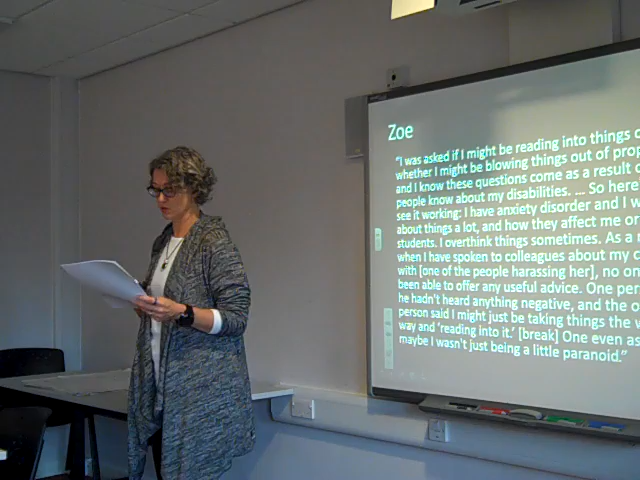 Zoe
"I was asked if I might be reading into things
whether I might be blowing things out of
and I know these questions come as a result
people know about my disabilities. ... So here
see it working: I have anxiety disorder and I
about things a lot, and how they affect me or
students. I overthink things sometimes. As a
when I have spoken to colleagues about my
with [one of the people harassing her], no
been able to offer any useful advice. One
he hadn't heard anything negative, and the
person said I might just be taking things the
way and 'reading into it.' [break] One even
maybe I wasn't just being a little paranoid."